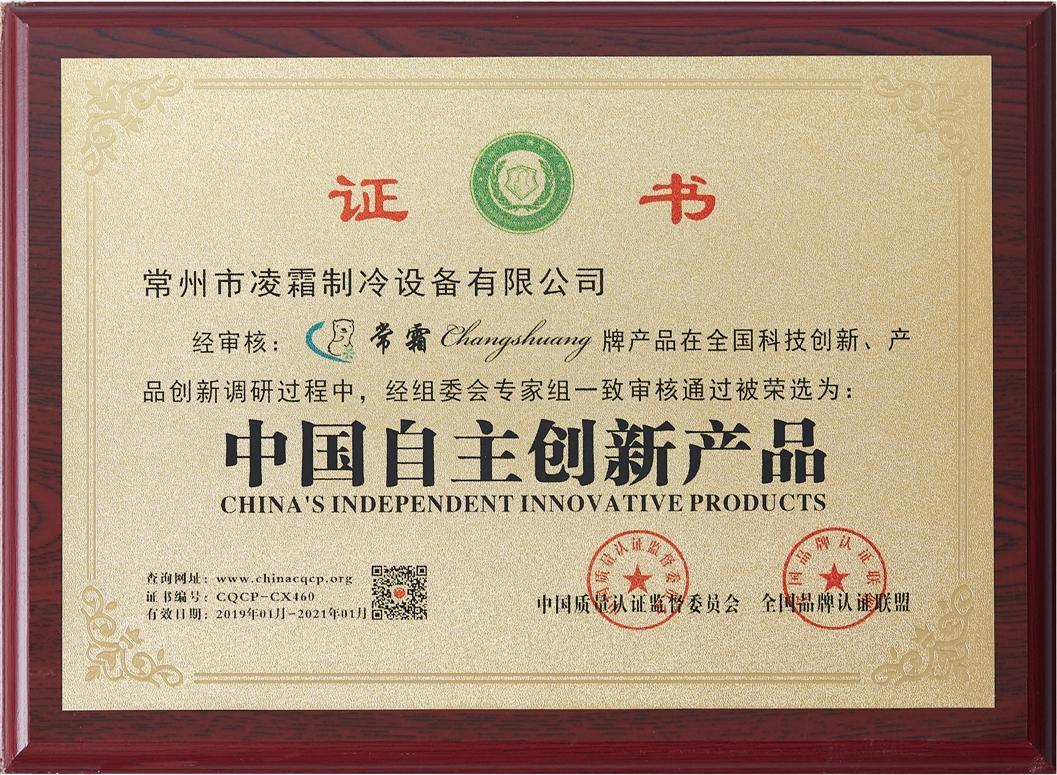 证 书
常州市凌霜制冷设备有限公司
经审核： 常霜 Changshuang 牌产品在全国科技创新、产
品创新调研过程中，经组委会专家组一致审核通过被荣选为：
中国自主创新产品
CHINA'S INDEPENDENT INNOVATIVE PRODUCTS
查询网址：www.chinacqcp.org
证书编号：CQCP-CX460
有效日期：2019年01月-2021年01月
中国质量认证监督委员会 全国品牌认证联盟